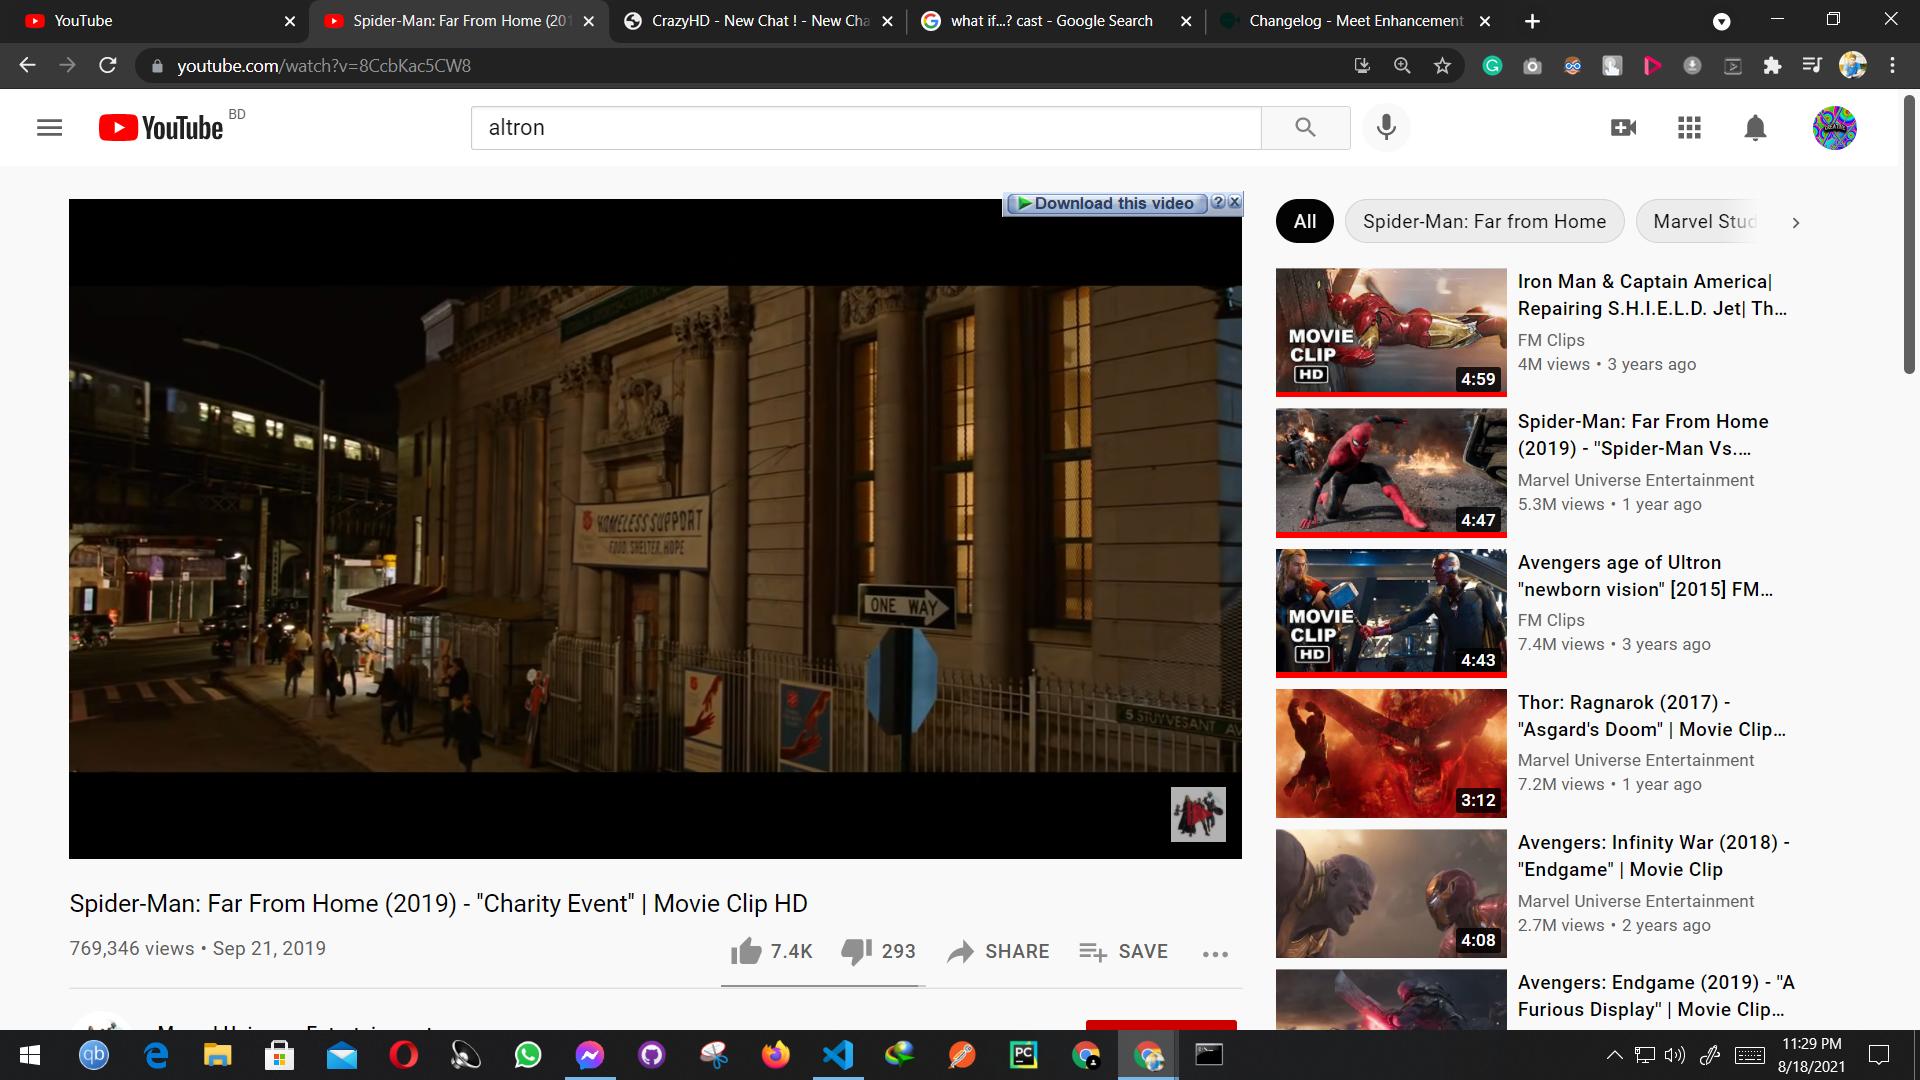 YouTube
Spider-Man: Far From Home (201
CrazyHD - New Chat ! - New Cha
what if...? cast - Google Search
Changelog - Meet Enhancement
youtube.com/watch?v=8CcbKac5CW8
YouTube BD
altron
Download this video
HOMELESS SUPPORT
FOOD. SHELTER. HOPE
ONE WAY
S STUYVESANT AV
All
Spider-Man: Far from Home
Marvel Stud
MOVIE
CLIP
HD
4:59
Iron Man & Captain America|
Repairing S.H.I.E.L.D. Jet| Th...
FM Clips
4M views • 3 years ago
4:47
Spider-Man: Far From Home
(2019) - "Spider-Man Vs....
Marvel Universe Entertainment
5.3M views • 1 year ago
MOVIE
CLIP
HD
4:43
Avengers age of Ultron
"newborn vision" [2015] FM...
FM Clips
7.4M views • 3 years ago
3:12
Thor: Ragnarok (2017) -
"Asgard's Doom" | Movie Clip...
Marvel Universe Entertainment
7.2M views • 1 year ago
4:08
Avengers: Infinity War (2018) -
"Endgame" | Movie Clip
Marvel Universe Entertainment
2.7M views • 2 years ago
Avengers: Endgame (2019) - "A
Furious Display" | Movie Clip...
Spider-Man: Far From Home (2019) - "Charity Event" | Movie Clip HD
769,346 views • Sep 21, 2019
7.4K
293
SHARE
SAVE
qb
PC
11:29 PM
8/18/2021